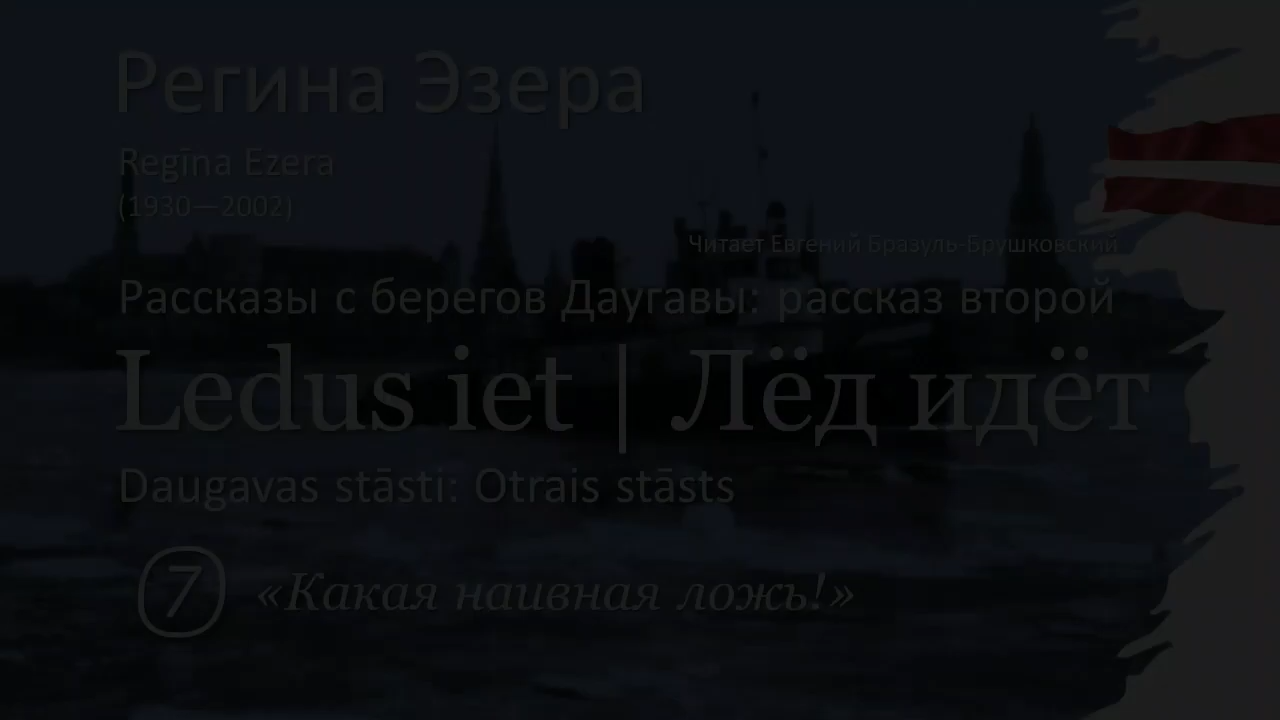 Регина Эзера
Regīna Ezera
(1930—2002)
Читает Евгений Бразуль-Брушковский
Рассказы с берегов Даугавы: рассказ второй
Ledus iet | Лёд идёт
Daugavas stāsti: Otrais stāsts
7 «Какая наивная ложь!»